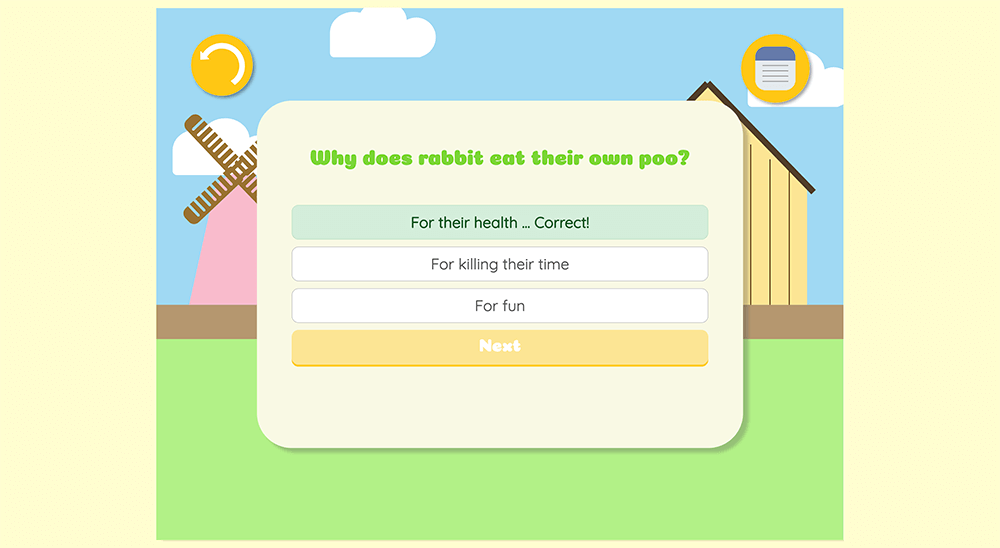 Why does rabbit eat their own poo?
For their health ... Correct!
For killing their time
For fun
Next